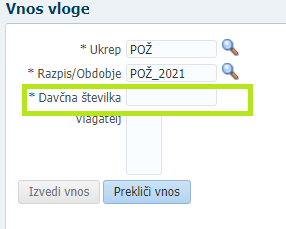 Vnos vloge
* Ukrep POŽ
* Razpis/Obdobje POŽ_2021
* Davčna številka
Vlagatelj
Izvedi vnos Prekliči vnos